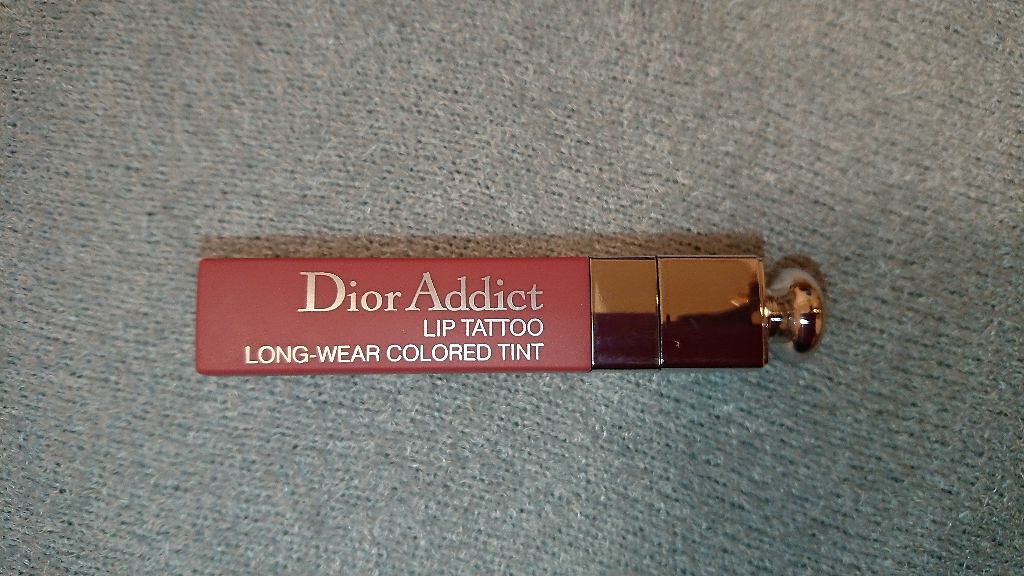 Dior Addict
LIP TATTOO
LONG-WEAR COLORED TINT